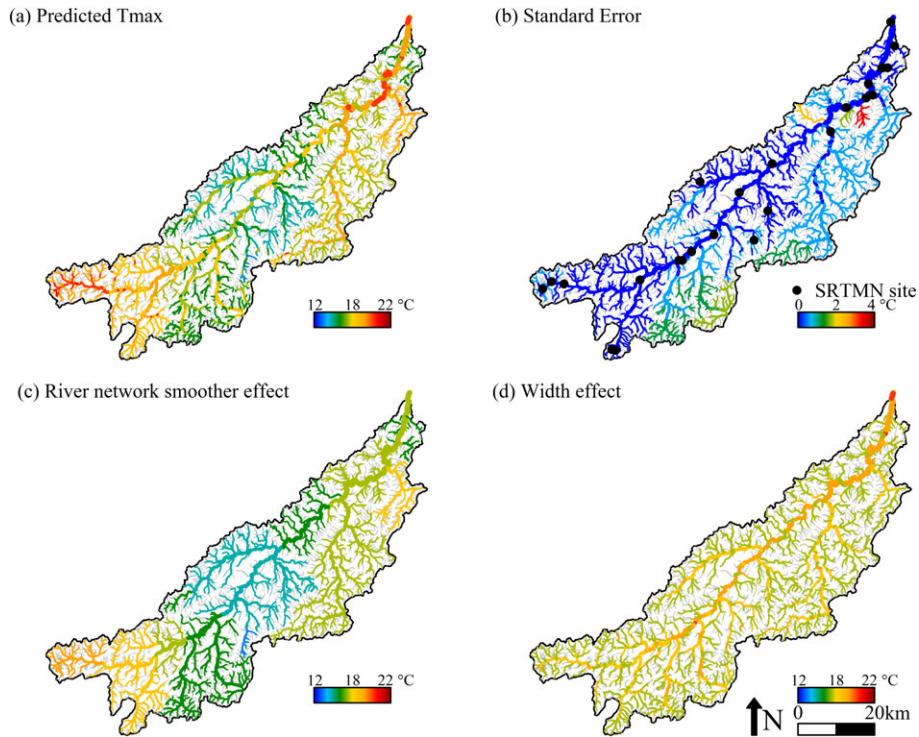 (a) Predicted Tmax
(b) Standard Error
12 18 22 °C
SRTMN site
0 2 4 °C
(c) River network smoother effect
(d) Width effect
12 18 22 °C
12 18 22 °C
N
0 20km